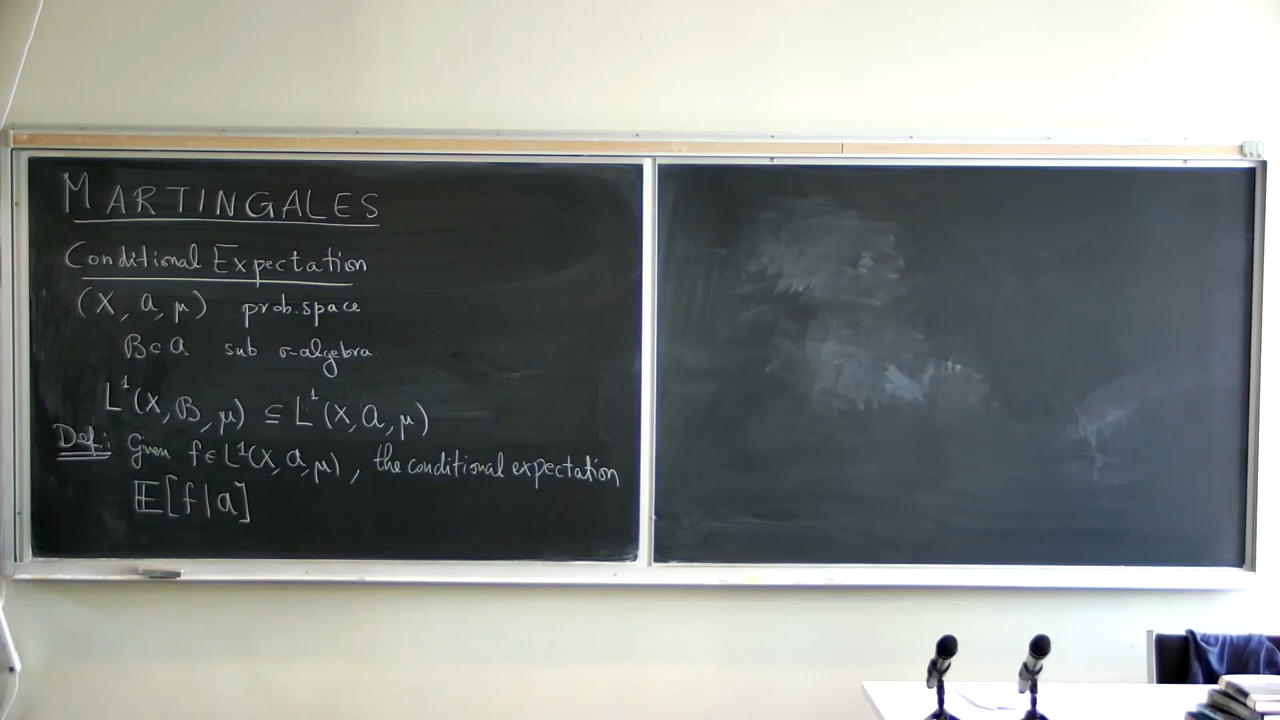 MARTINGALES
Conditional Expectation
(X, a, μ) prob. space
B ⊂ a sub σ-algebra
L¹(X, B, μ) ⊆ L¹(X, a, μ)
Def.: Given f ∈ L¹(X, a, μ), the conditional expectation
𝔼[f|a]